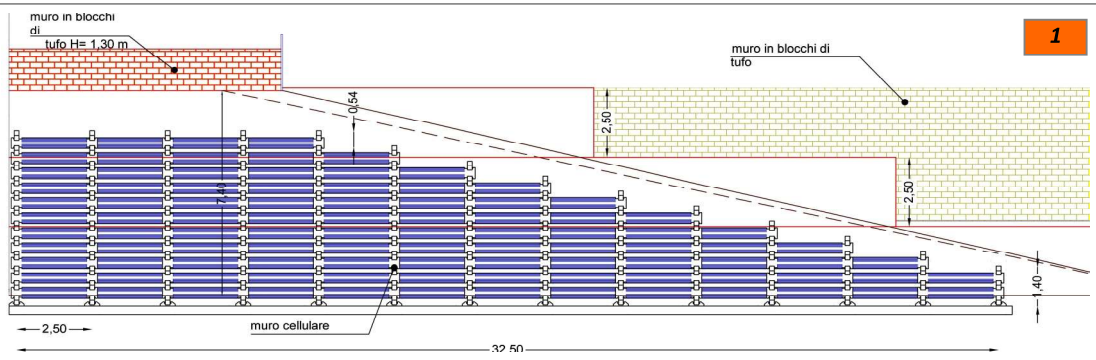 muro in blocchi
di
tufo H= 1,30 m
1
muro in blocchi di
tufo
0,54
2,50
2,50
7,40
1,40
muro cellulare
2,50
32,50